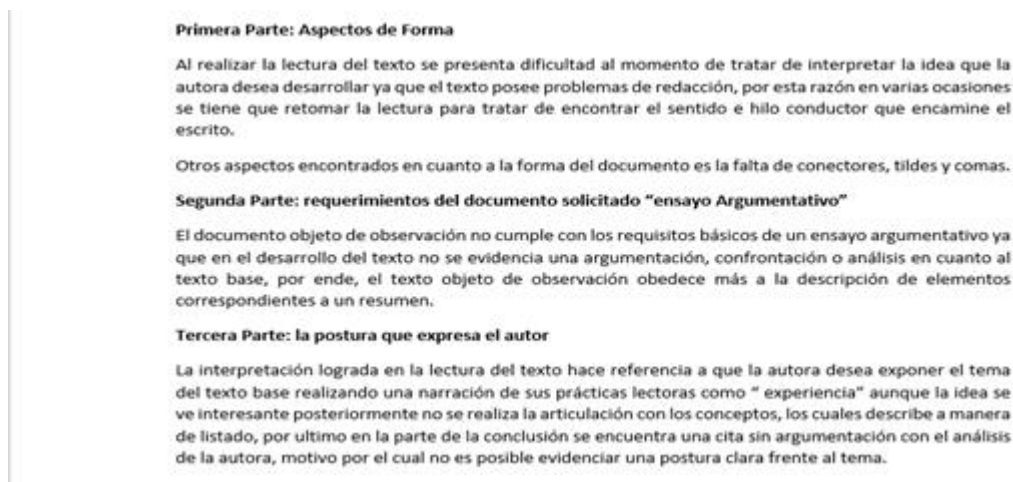 Primera Parte: Aspectos de Forma
Al realizar la lectura del texto se presenta dificultad al momento de tratar de interpretar la idea que la
autora desea desarrollar ya que el texto posee problemas de redacción, por esta razón en varias ocasiones
se tiene que retomar la lectura para tratar de encontrar el sentido e hilo conductor que encamine el
escrito.
Otros aspectos encontrados en cuanto a la forma del documento es la falta de conectores, tildes y comas.
Segunda Parte: requerimientos del documento solicitado “ensayo Argumentativo”
El documento objeto de observación no cumple con los requisitos básicos de un ensayo argumentativo ya
que en el desarrollo del texto no se evidencia una argumentación, confrontación o análisis en cuanto al
texto base, por ende, el texto objeto de observación obedece más a la descripción de elementos
correspondientes a un resumen.
Tercera Parte: la postura que expresa el autor
La interpretación lograda en la lectura del texto hace referencia a que la autora desea exponer el tema
del texto base realizando una narración de sus prácticas lectoras como “ experiencia” aunque la idea se
ve interesante posteriormente no se realiza la articulación con los conceptos, los cuales describe a manera
de listado, por ultimo en la parte de la conclusión se encuentra una cita sin argumentación con el análisis
de la autora, motivo por el cual no es posible evidenciar una postura clara frente al tema.